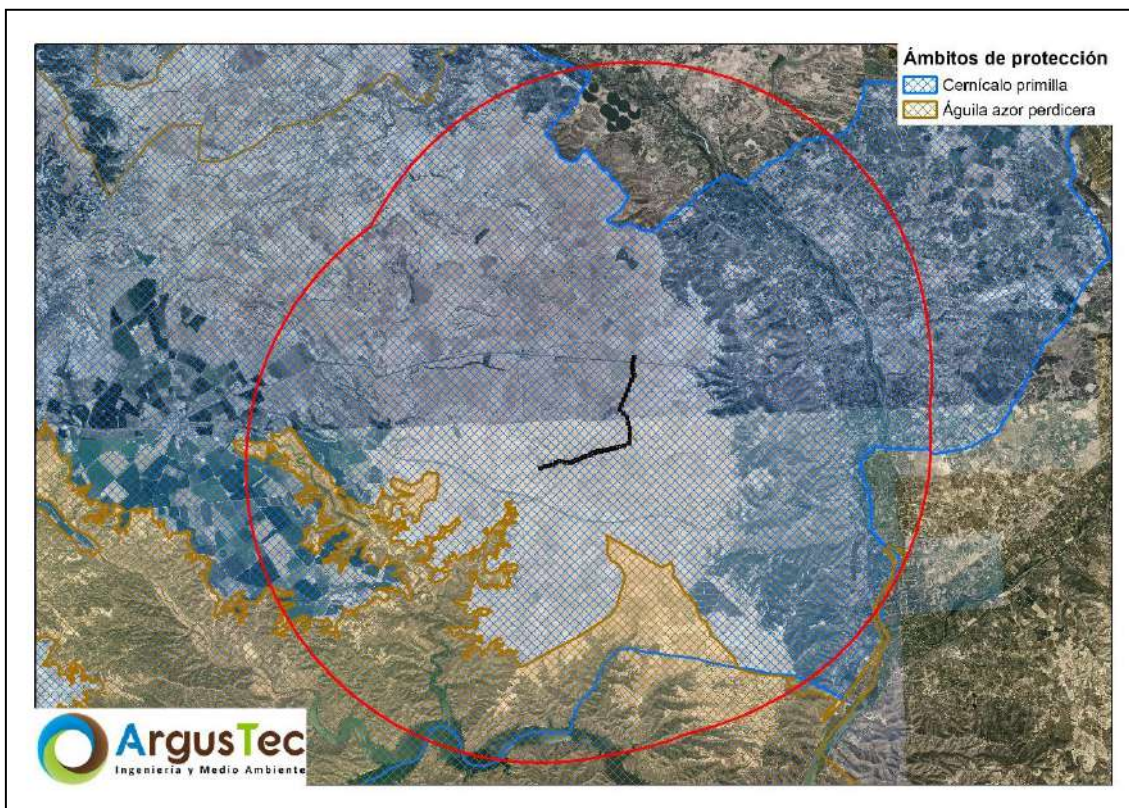 Ámbitos de protección
Cernícalo primilla
Águila azor perdicera
ArgusTec
Ingeniería y Medio Ambiente